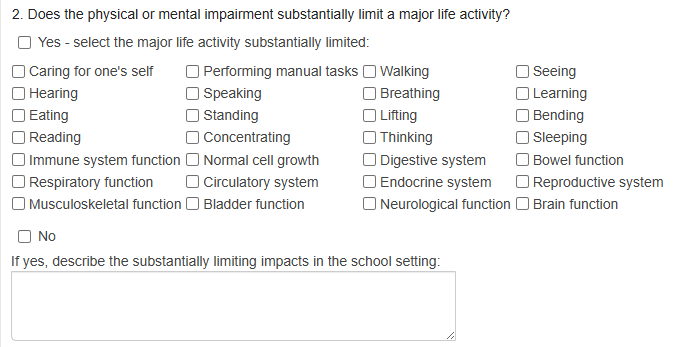 2. Does the physical or mental impairment substantially limit a major life activity?
Yes - select the major life activity substantially limited:
Caring for one's self Performing manual tasks Walking Seeing
Hearing Speaking Breathing Learning
Eating Standing Lifting Bending
Reading Concentrating Thinking Sleeping
Immune system function Normal cell growth Digestive system Bowel function
Respiratory function Circulatory system Endocrine system Reproductive system
Musculoskeletal function Bladder function Neurological function Brain function
No
If yes, describe the substantially limiting impacts in the school setting: